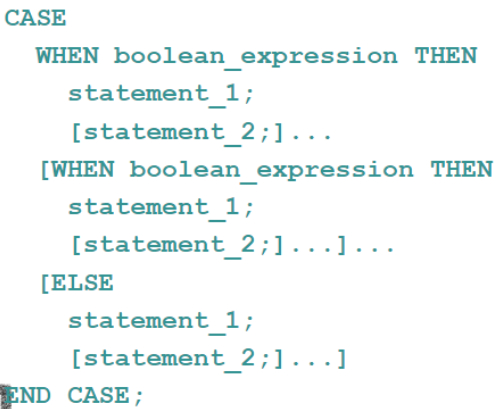 CASE
WHEN boolean_expression THEN
statement_1;
[statement_2;]...
[WHEN boolean_expression THEN
statement_1;
[statement_2;]...]...
[ELSE
statement_1;
[statement_2;]...]
END CASE;